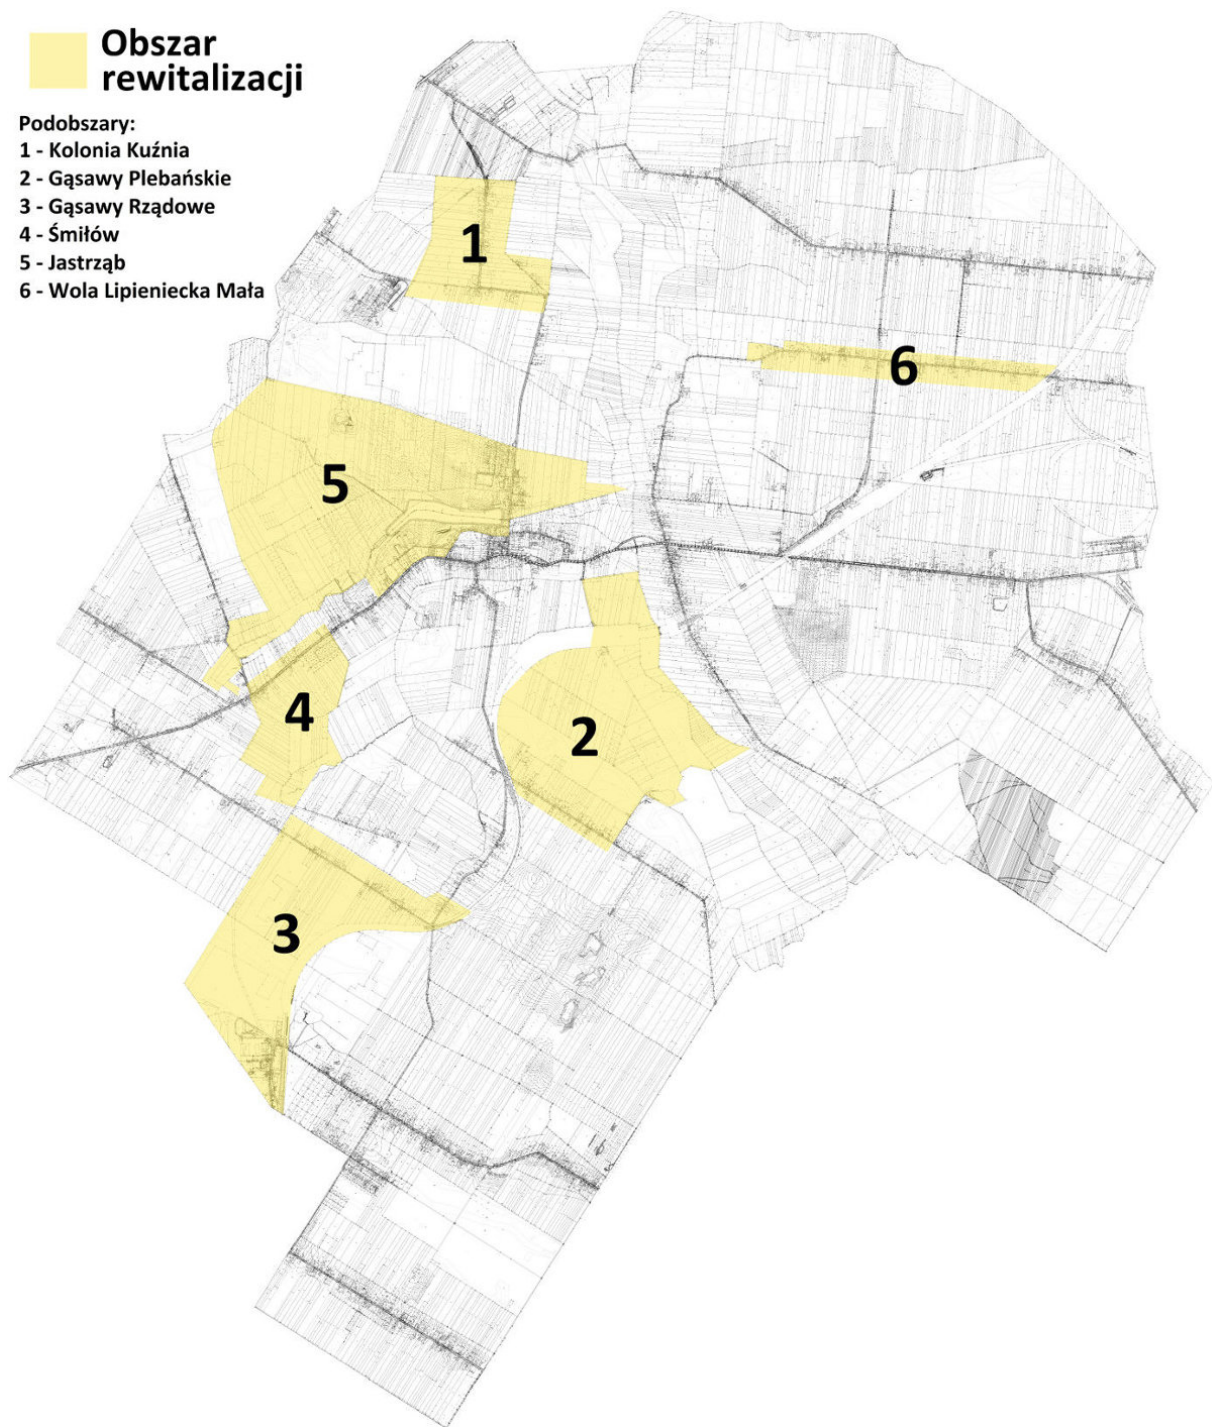 Obszar
rewitalizacji
Podobszary:
1 - Kolonia Kuźnia
2 - Gąsawy Plebańskie
3 - Gąsawy Rządowe
4 - Śmiłów
5 - Jastrząb
6 - Wola Lipieniecka Mała
1
6
5
4
2
3